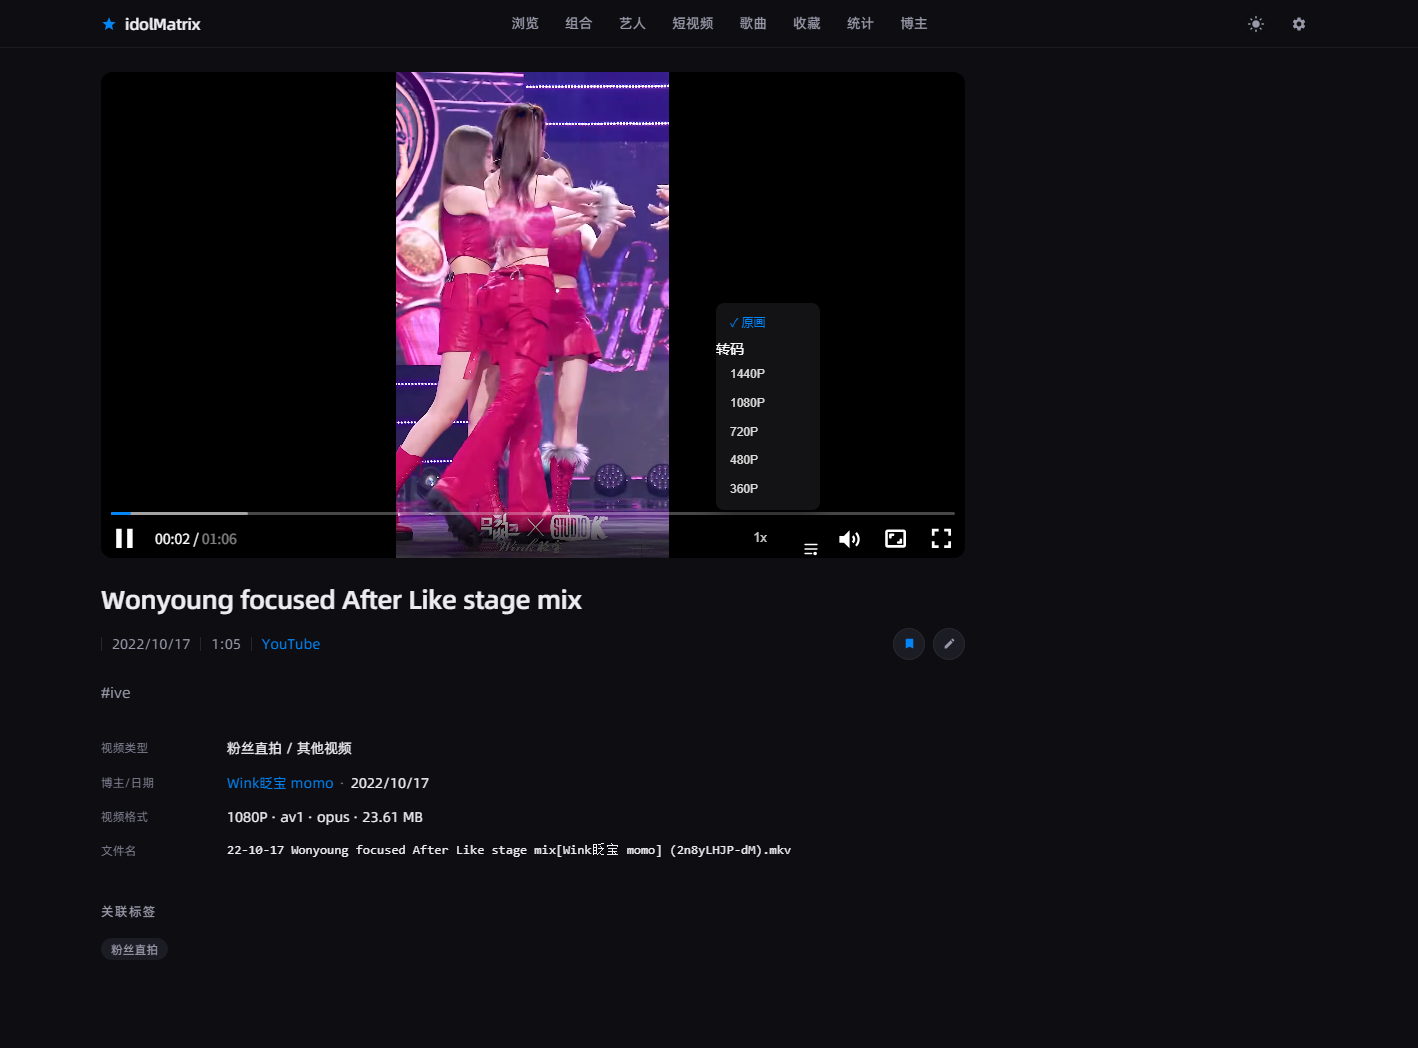 idolMatrix
浏览 组合 艺人 短视频 歌曲 收藏 统计 博主
✓ 原画
转码
1440P
1080P
720P
480P
360P
STUDIO K
00:02 / 01:06
1x
Wonyoung focused After Like stage mix
2022/10/17 1:05 YouTube
#ive
视频类型 粉丝直拍 / 其他视频
博主/日期 Wink眨宝 momo · 2022/10/17
视频格式 1080P · av1 · opus · 23.61 MB
文件名 22-10-17 Wonyoung focused After Like stage mix[Wink眨宝 momo] (2n8yLHJP-dM).mkv
关联标签
粉丝直拍